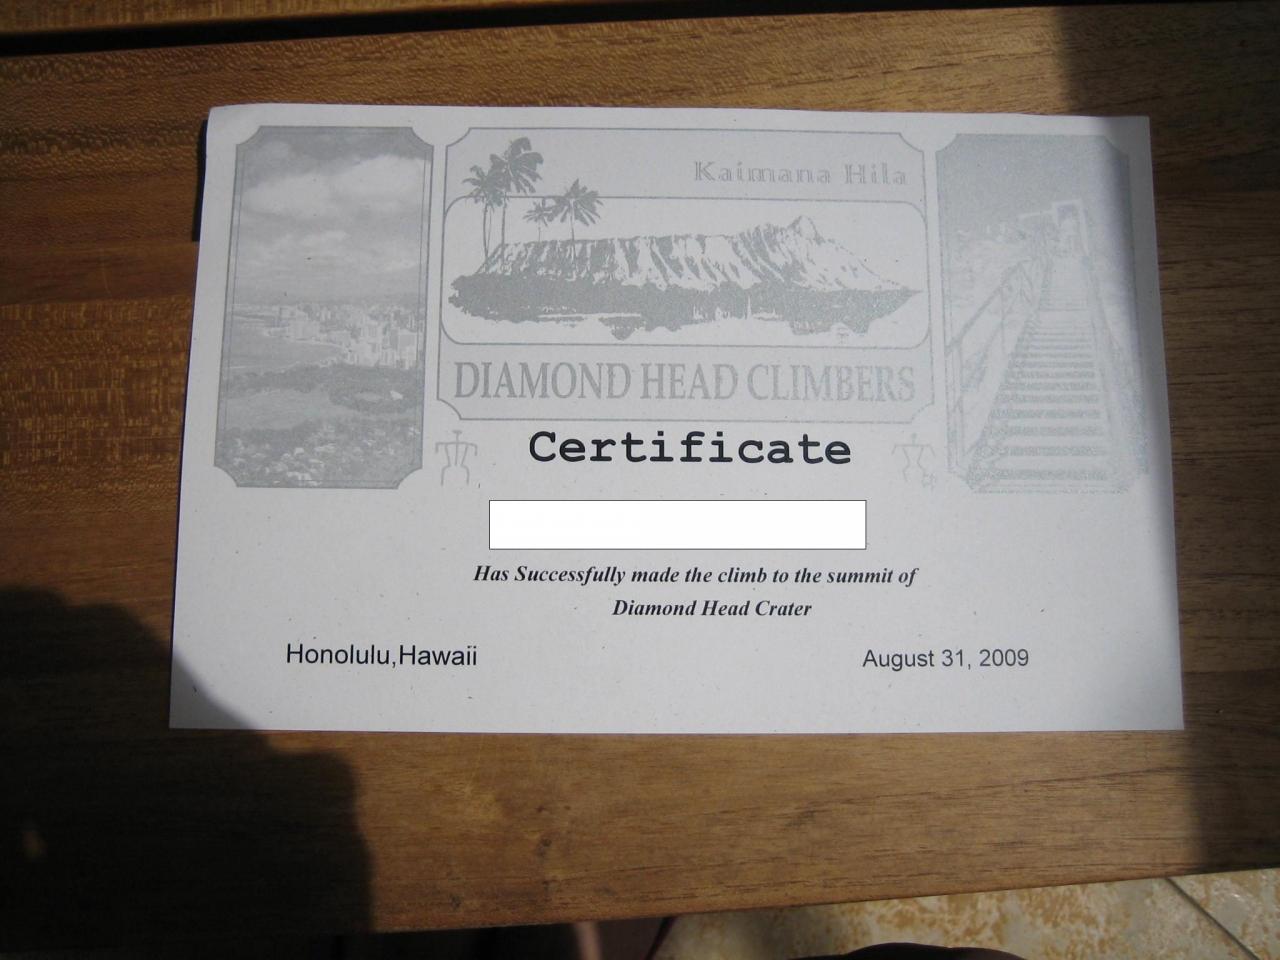 Kaimana Hila
DIAMOND HEAD CLIMBERS
Certificate
Has Successfully made the climb to the summit of
Diamond Head Crater
Honolulu,Hawaii
August 31, 2009